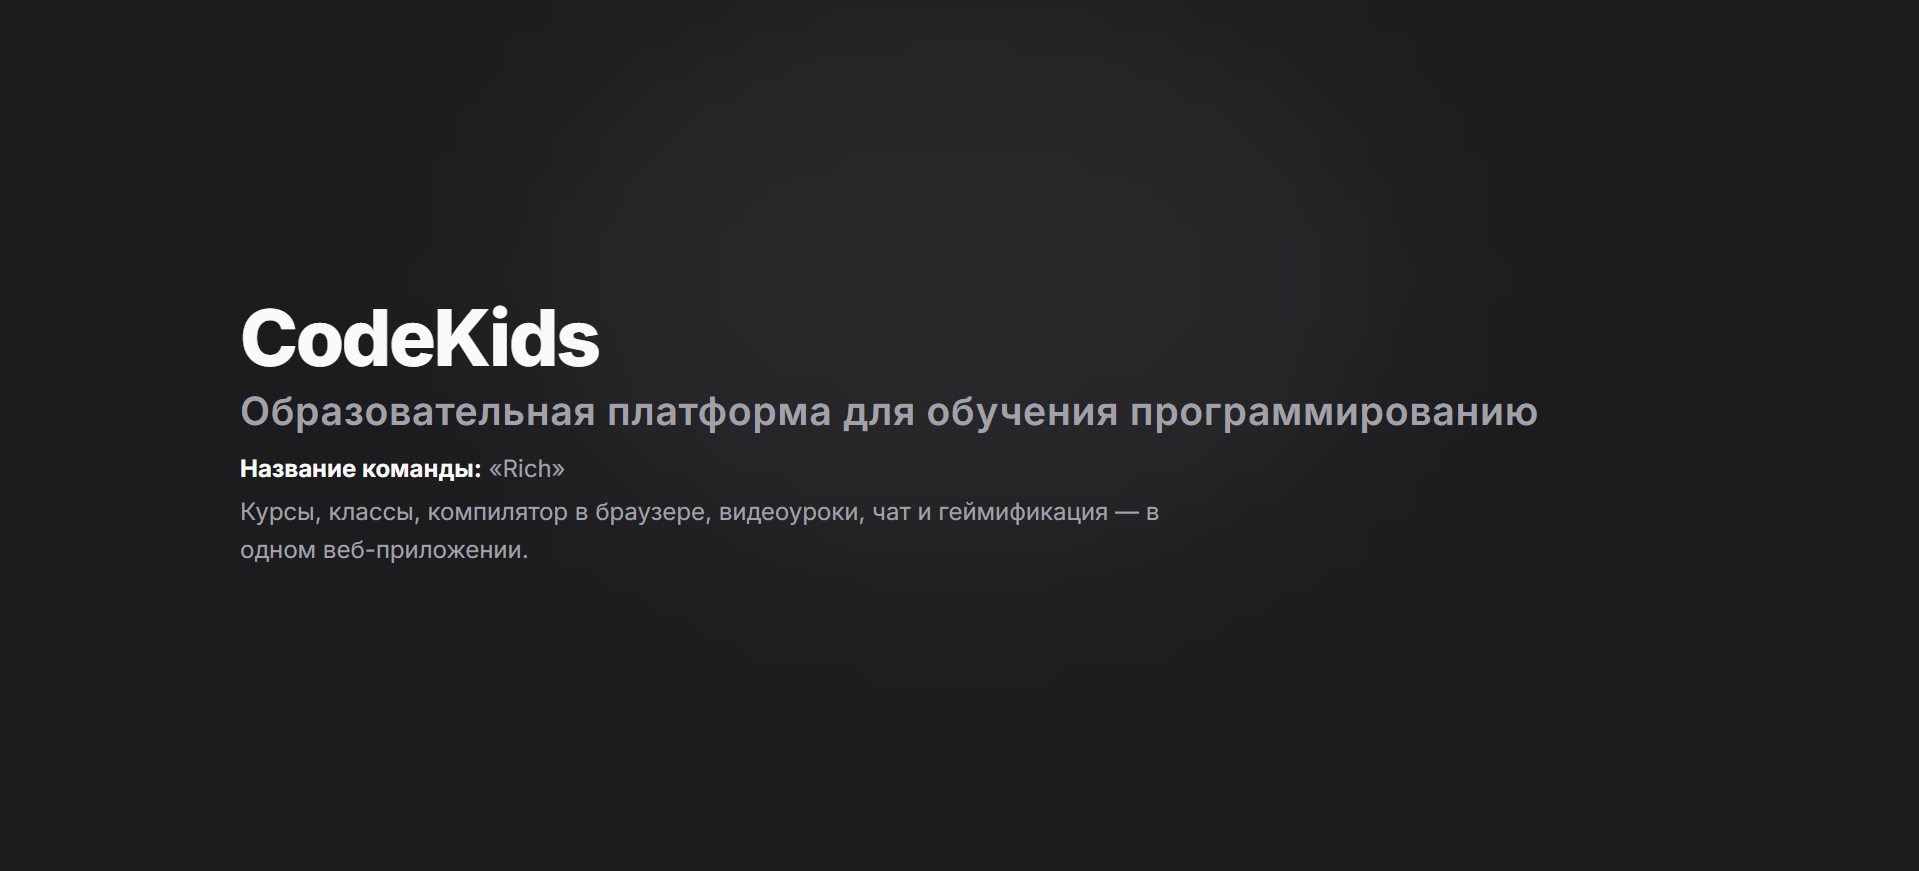 CodeKids
Образовательная платформа для обучения программированию
Название команды: «Rich»
Курсы, классы, компилятор в браузере, видеоуроки, чат и геймификация — в
одном веб-приложении.